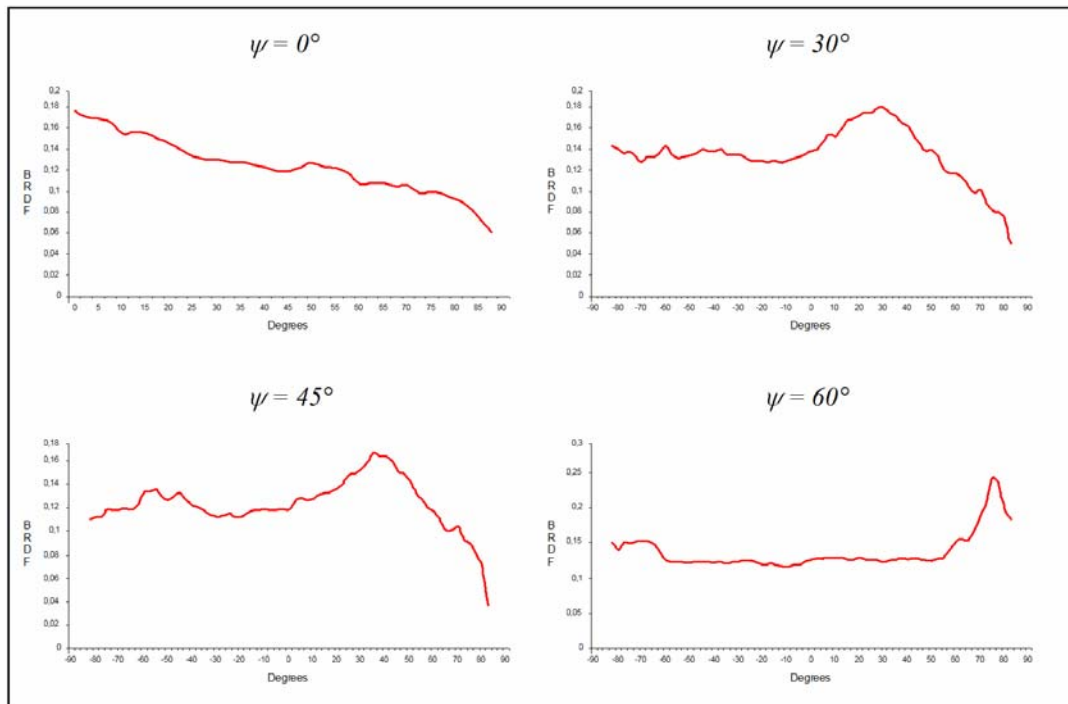 ψ = 0°
0,2
0,18
0,16
0,14
0,12
0,1
0,08
0,06
0,04
0,02
0
B
R
D
F
0 5 10 15 20 25 30 35 40 45 50 55 60 65 70 75 80 85
Degrees
ψ = 30°
0,2
0,18
0,16
0,14
0,12
0,1
0,08
0,06
0,04
0,02
0
B
R
D
F
-90 -80 -70 -60 -50 -40 -30 -20 -10 0 10 20 30 40 50 60 70 80 90
Degrees
ψ = 45°
0,18
0,16
0,14
0,12
0,1
0,08
0,06
0,04
0,02
0
B
R
D
F
-90 -80 -70 -60 -50 -40 -30 -20 -10 0 10 20 30 40 50 60 70 80 90
Degrees
ψ = 60°
0,3
0,25
0,2
0,15
0,1
0,05
0
B
R
D
F
-90 -80 -70 -60 -50 -40 -30 -20 -10 0 10 20 30 40 50 60 70 80 90
Degrees